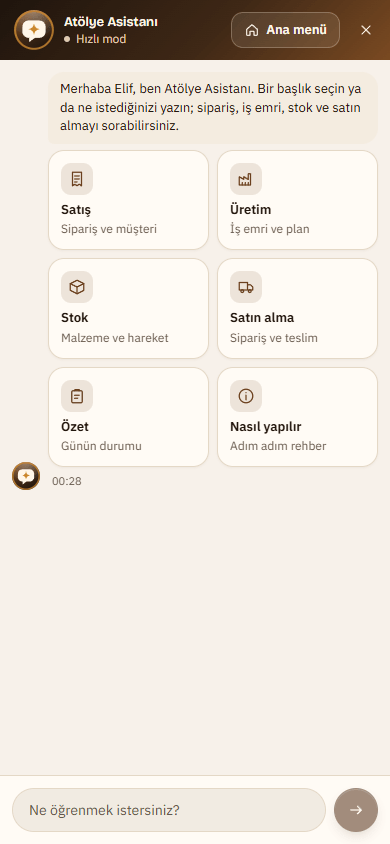 Atölye Asistanı
Hızlı mod
Ana menü
Merhaba Elif, ben Atölye Asistanı. Bir başlık seçin ya
da ne istediğinizi yazın; sipariş, iş emri, stok ve satın
almayı sorabilirsiniz.
Satış
Sipariş ve müşteri
Üretim
İş emri ve plan
Stok
Malzeme ve hareket
Satın alma
Sipariş ve teslim
Özet
Günün durumu
Nasıl yapılır
Adım adım rehber
00:28
Ne öğrenmek istersiniz?